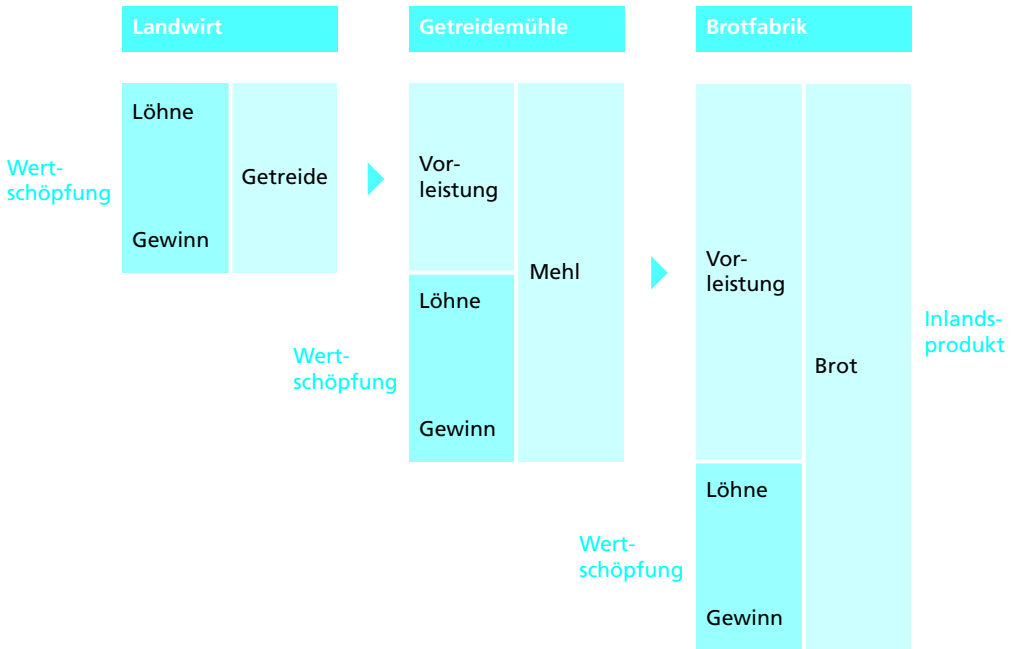 Landwirt
Getreidemühle
Brotfabrik
Wert-
schöpfung
Löhne
Gewinn
Getreide
Vor-
leistung
Wert-
schöpfung
Löhne
Gewinn
Mehl
Vor-
leistung
Wert-
schöpfung
Löhne
Gewinn
Brot
Inlands-
produkt